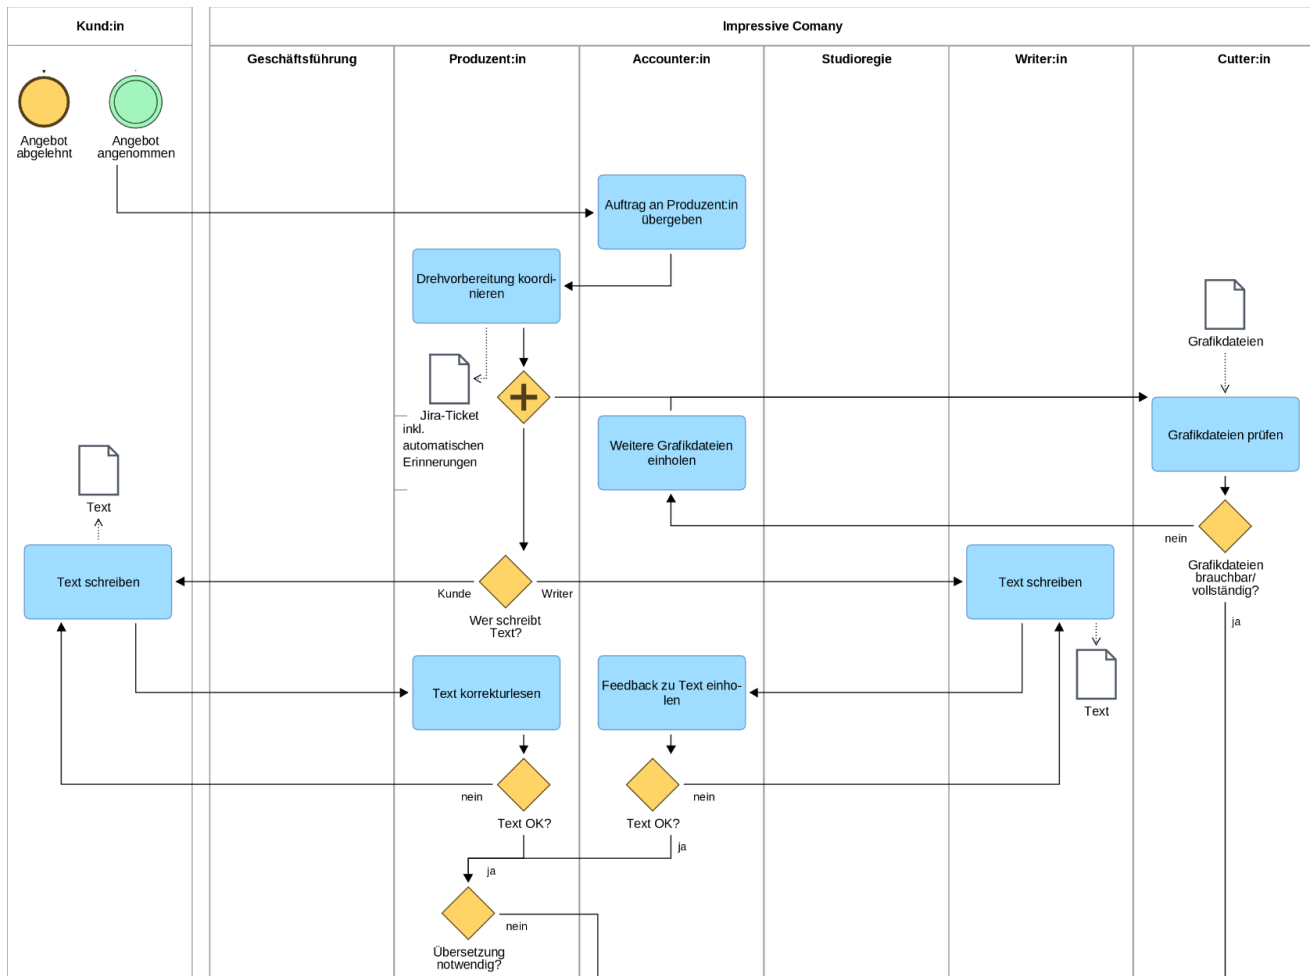 Kund:in
Impressive Comany
Geschäftsführung
Produzent:in
Accounter:in
Studioregie
Writer:in
Cutter:in
Angebot
abgelehnt
Angebot
angenommen
Auftrag an Produzent:in
übergeben
Drehvorbereitung koordi-
nieren
Grafikdateien
Jira-Ticket
inkl.
automatischen
Erinnerungen
Weitere Grafikdateien
einholen
Grafikdateien prüfen
Text
nein
Grafikdateien
brauchbar/
vollständig?
Text schreiben
Kunde
Writer
Wer schreibt
Text?
Text schreiben
ja
Text korrekturlesen
Feedback zu Text einho-
len
Text
nein
Text OK?
nein
Text OK?
ja
ja
Übersetzung
notwendig?
nein